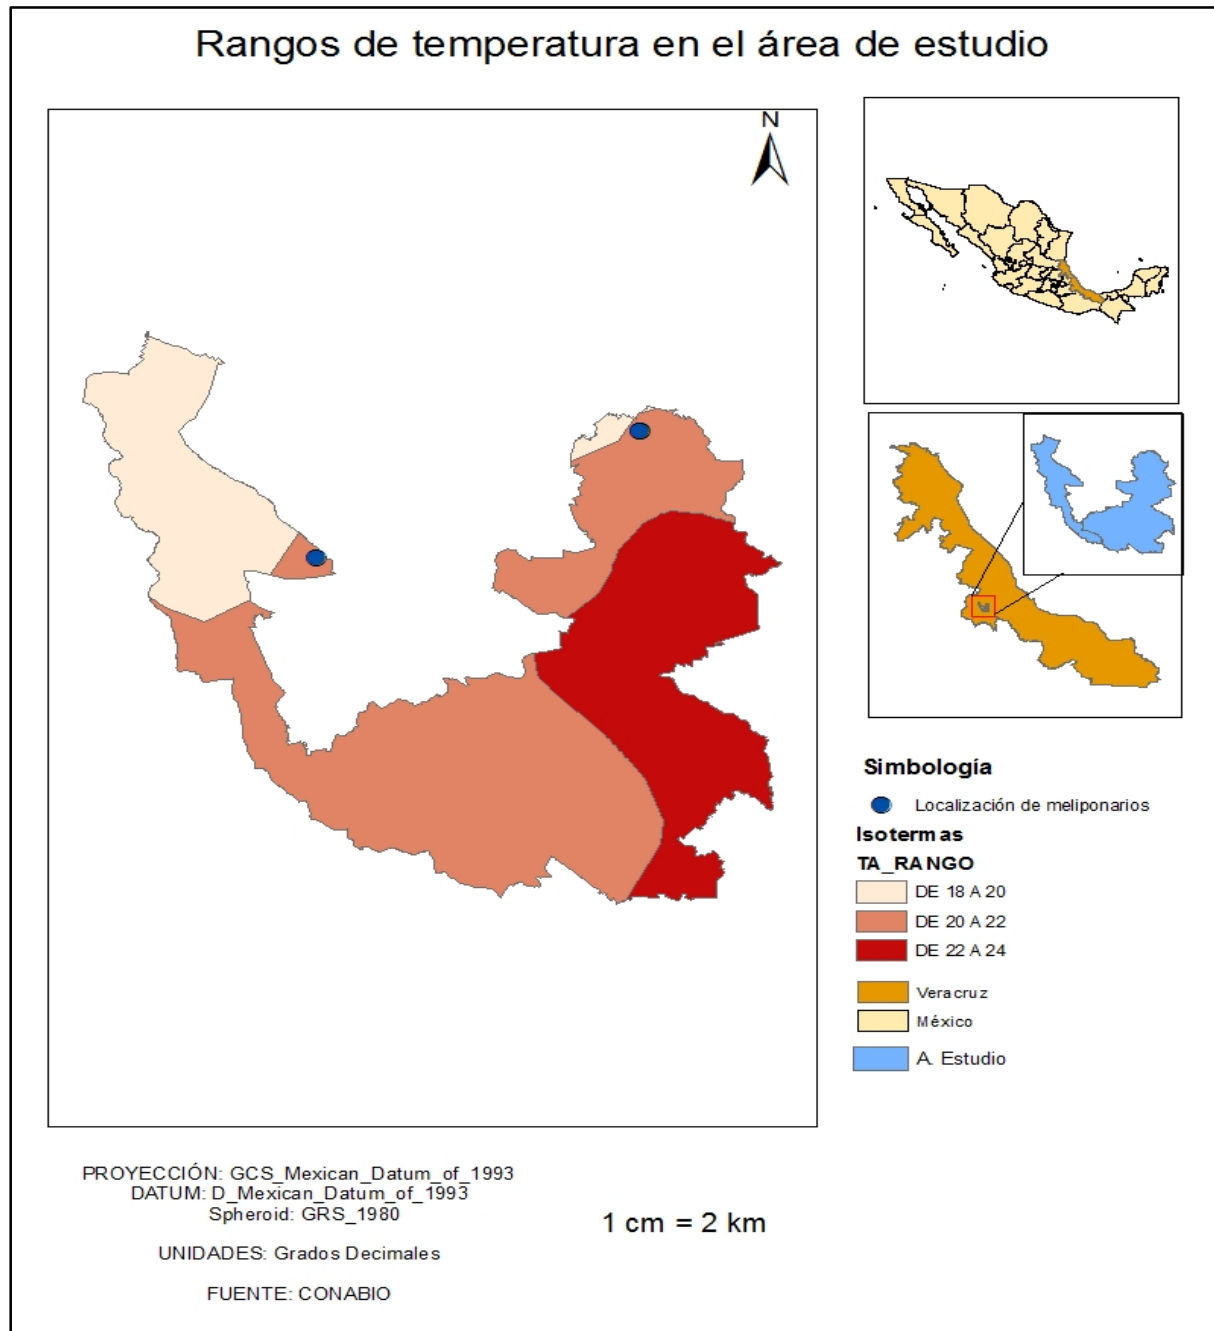 Rangos de temperatura en el área de estudio
N
Simbología
Localización de meliponarios
Isotermas
TA_RANGO
DE 18 A 20
DE 20 A 22
DE 22 A 24
Veracruz
México
A. Estudio
PROYECCIÓN: GCS_Mexican_Datum_of_1993
DATUM: D_Mexican_Datum_of_1993
Spheroid: GRS_1980
1 cm = 2 km
UNIDADES: Grados Decimales
FUENTE: CONABIO